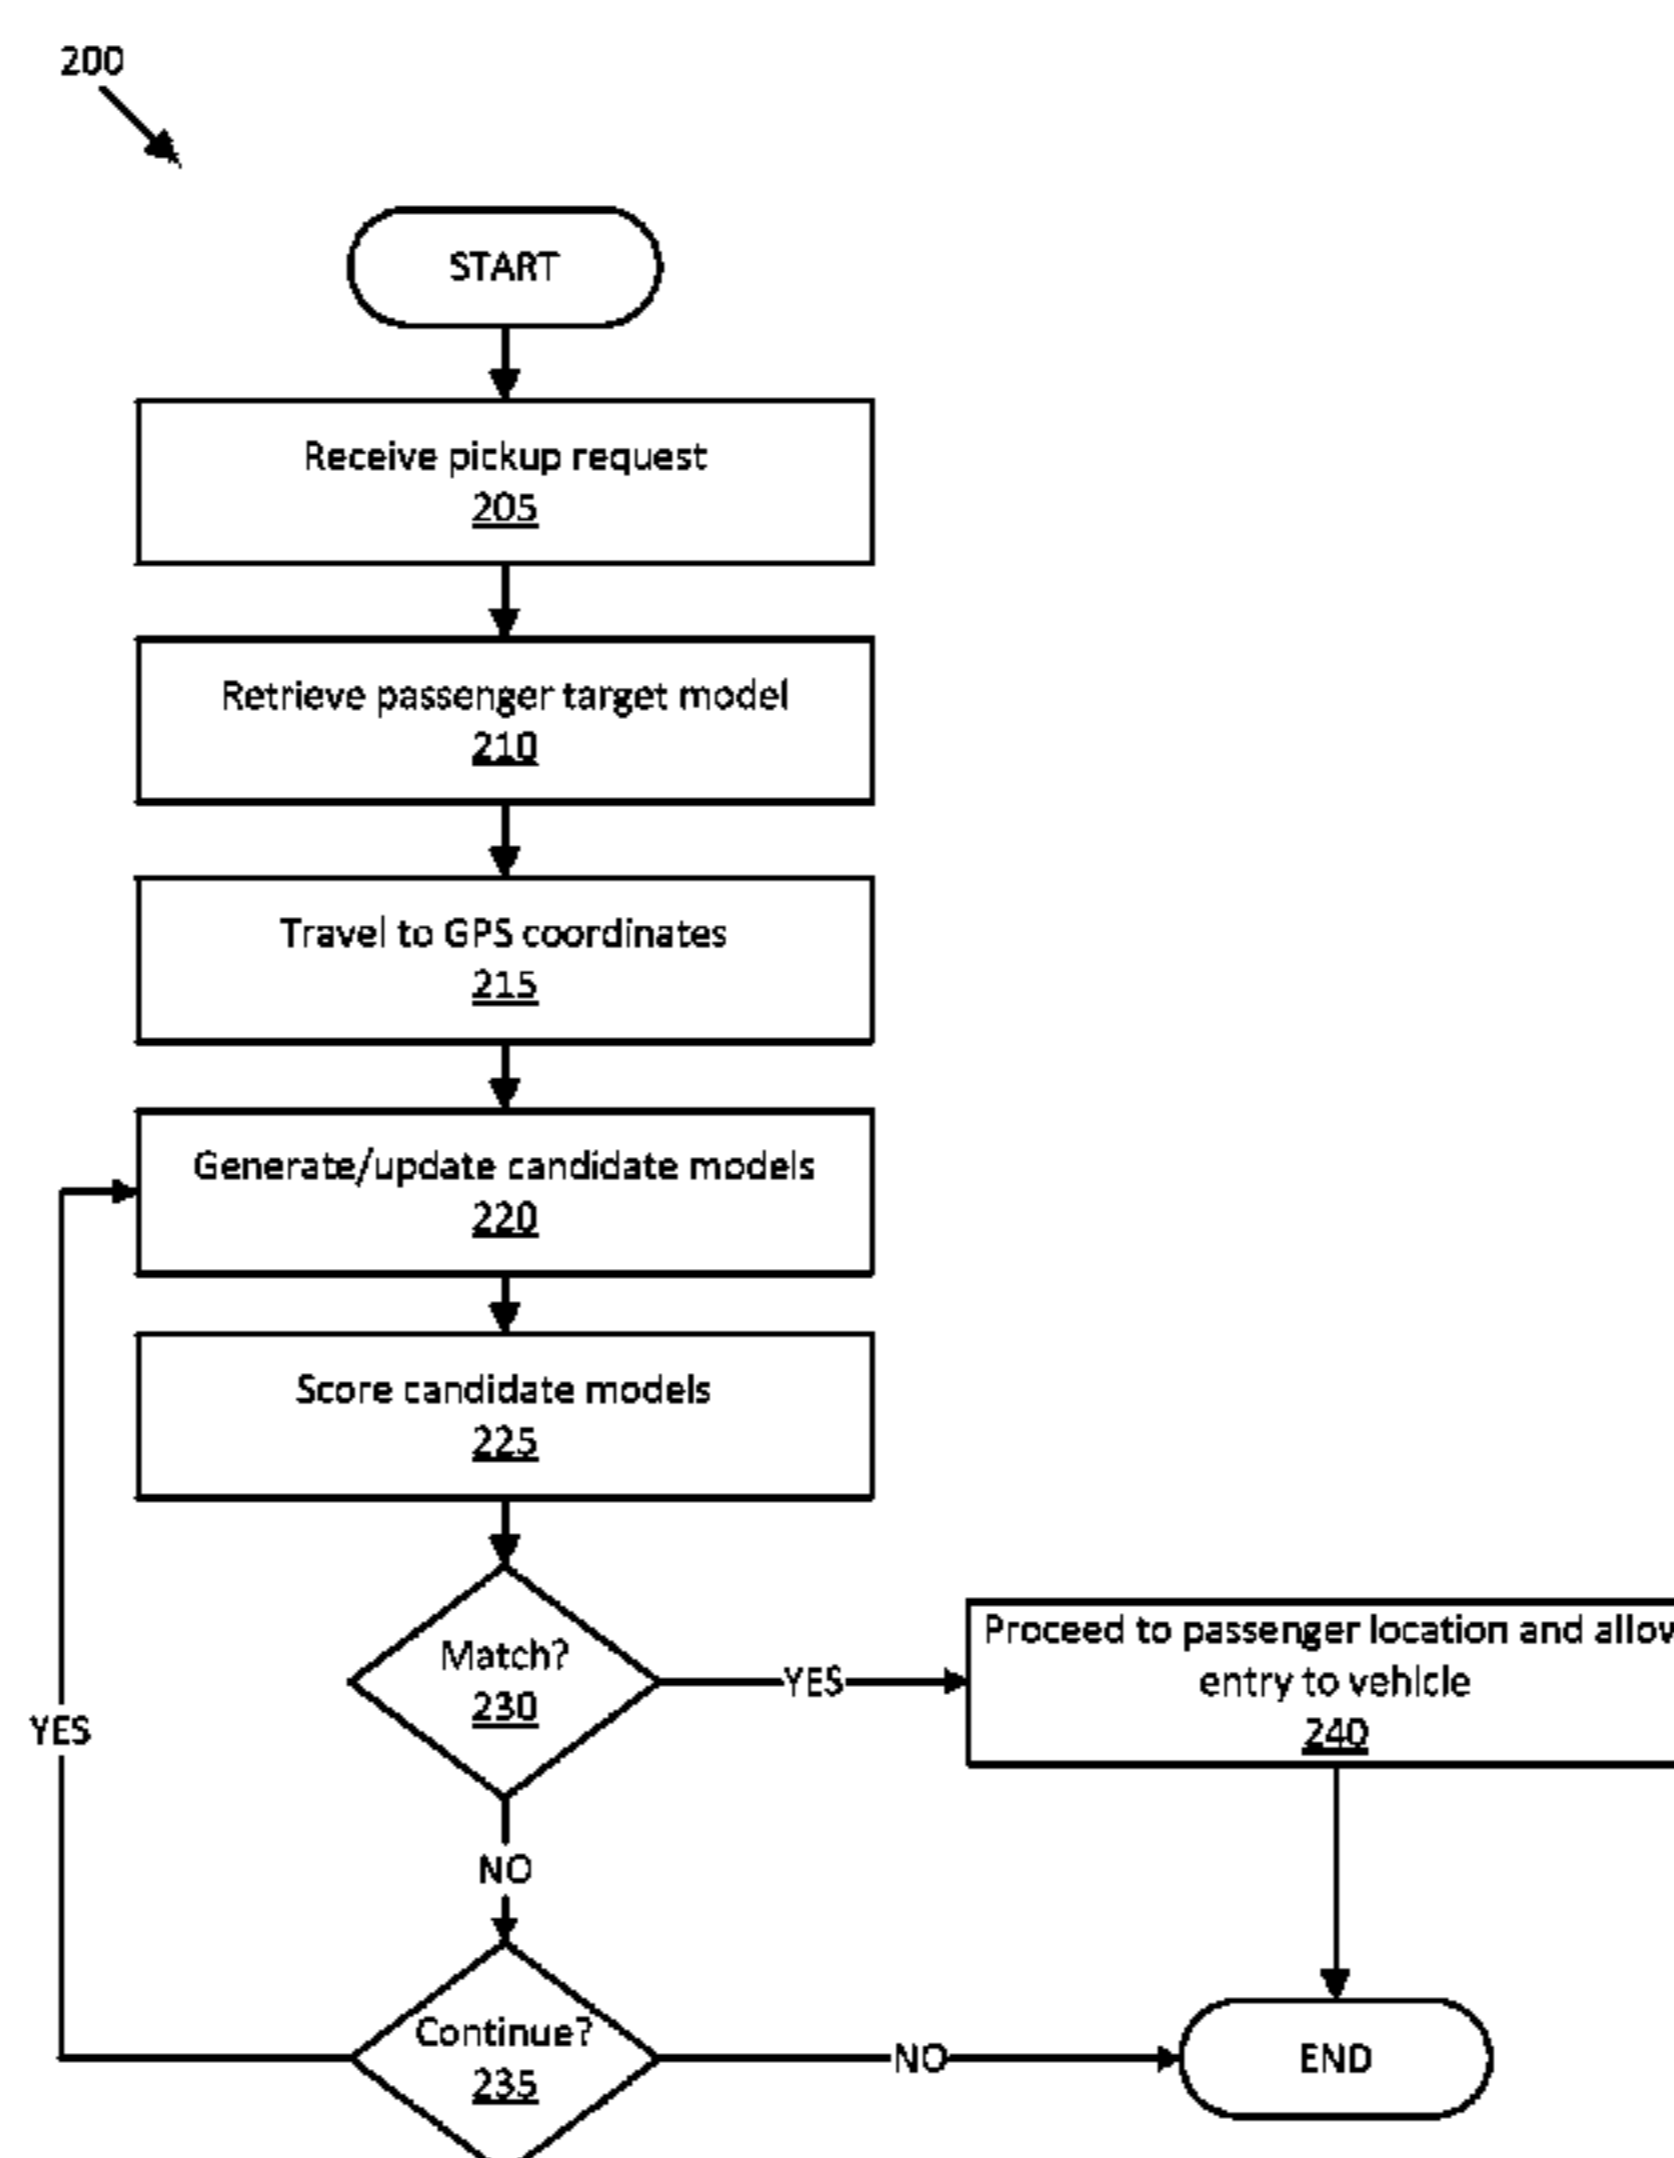 200
START
Receive pickup request
205
Retrieve passenger target model
210
Travel to GPS coordinates
215
Generate/update candidate models
220
Score candidate models
225
Match?
230
YES
Proceed to passenger location and allow
entry to vehicle
240
YES
NO
Continue?
235
NO
END